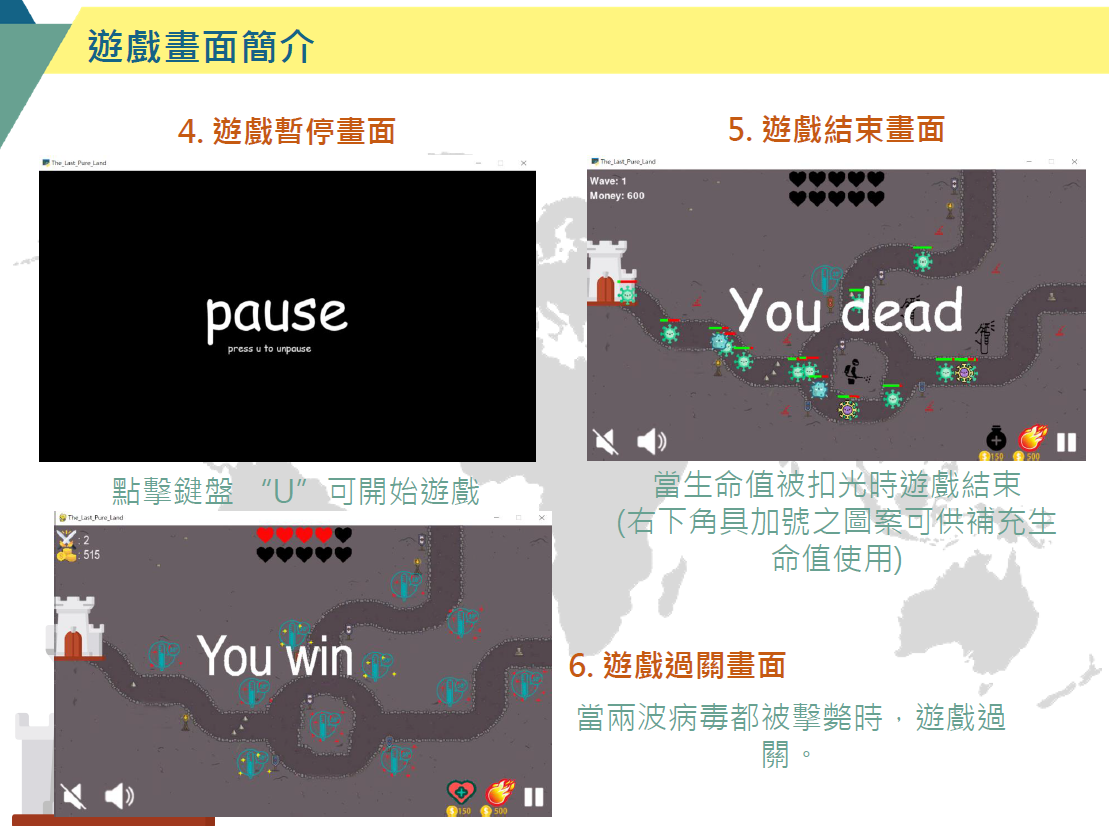 遊戲畫面簡介
4. 遊戲暫停畫面
The_Last_Pure_Land
pause
press u to unpause
點擊鍵盤 “U” 可開始遊戲
5. 遊戲結束畫面
The_Last_Pure_Land
Wave: 1
Money: 600
You dead
150
500
當生命值被扣光時遊戲結束
(右下角具加號之圖案可供補充生
命值使用)
The_Last_Pure_Land
: 2
: 515
You win
150
500
6. 遊戲過關畫面
當兩波病毒都被擊斃時，遊戲過
關。